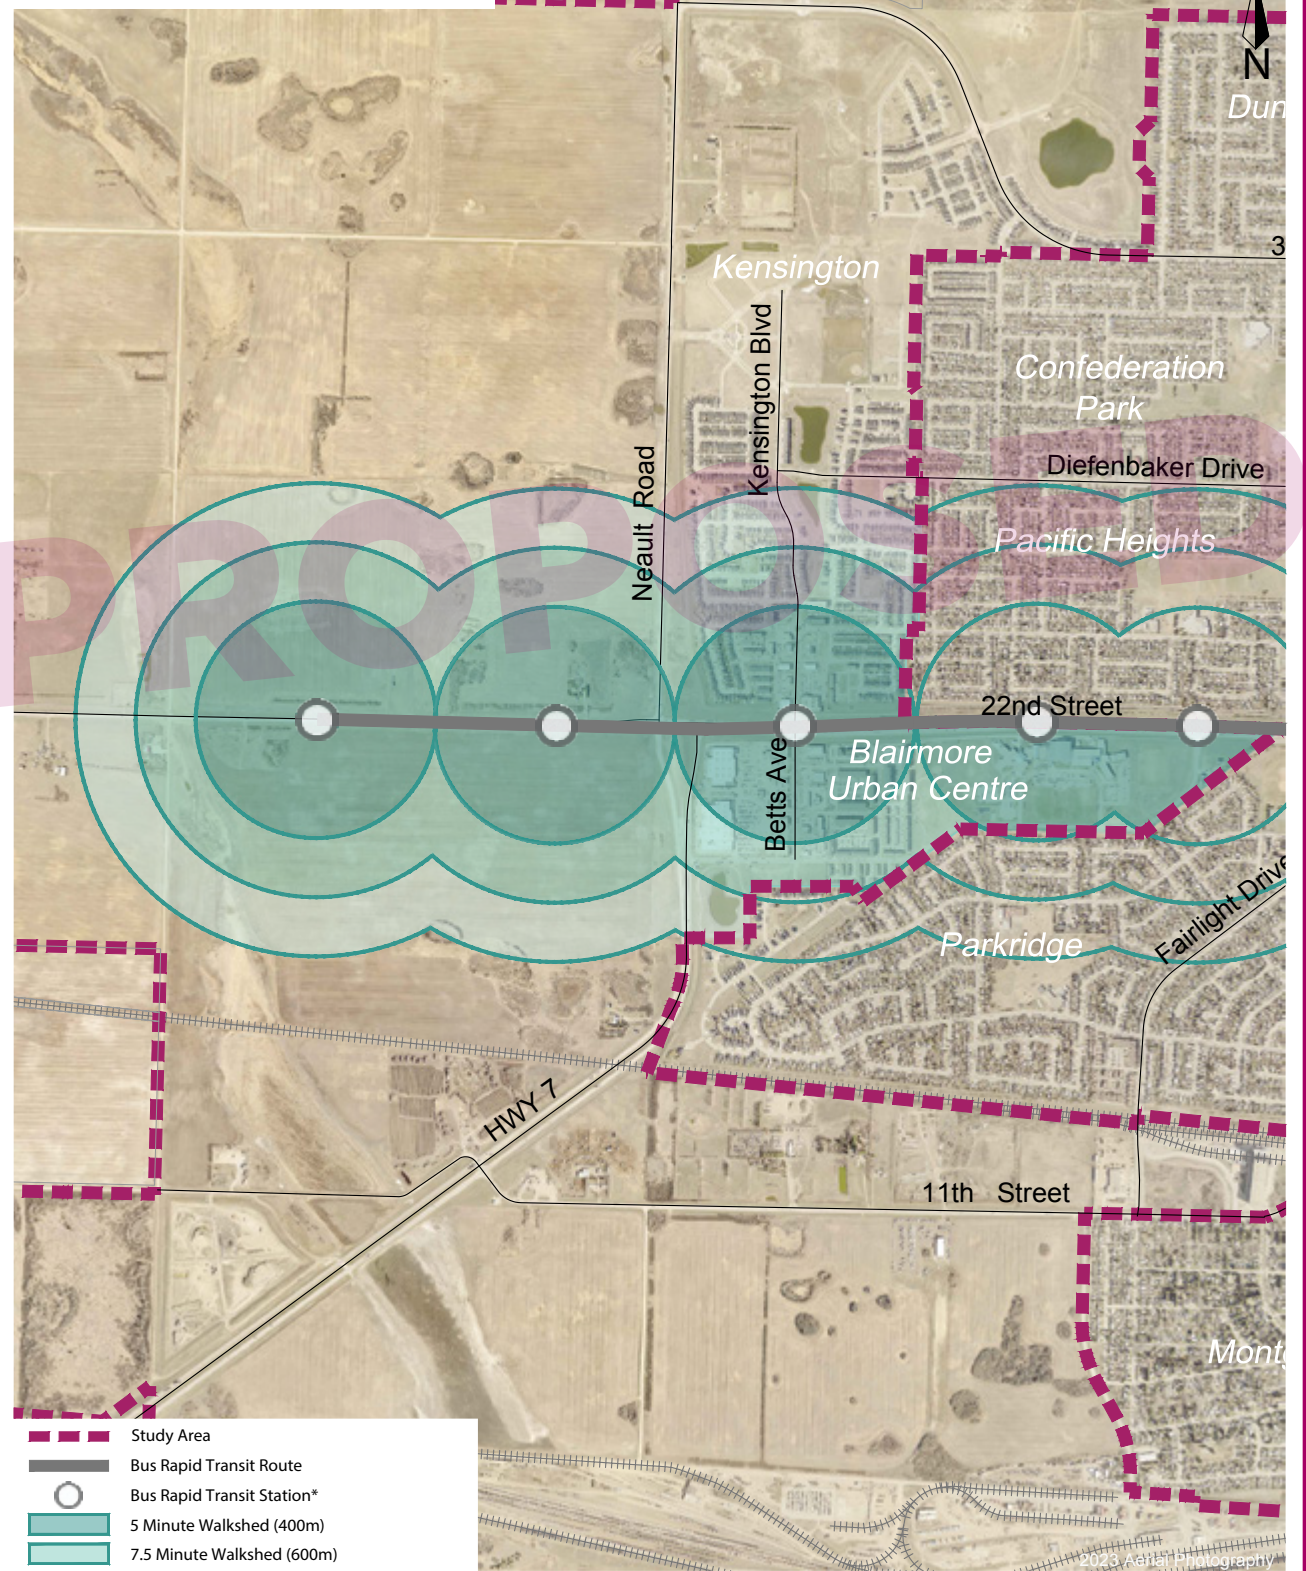 N
Dun
3
Kensington
Kensington Blvd
Confederation
Park
Diefenbaker Drive
Neault Road
PROPOSED
Pacific Heights
22nd Street
Blairmore
Urban Centre
Betts Ave
Fairlight Drive
Parkridge
HWY 7
11th Street
Montg
Study Area
Bus Rapid Transit Route
Bus Rapid Transit Station*
5 Minute Walkshed (400m)
7.5 Minute Walkshed (600m)
2023 Aerial Photography